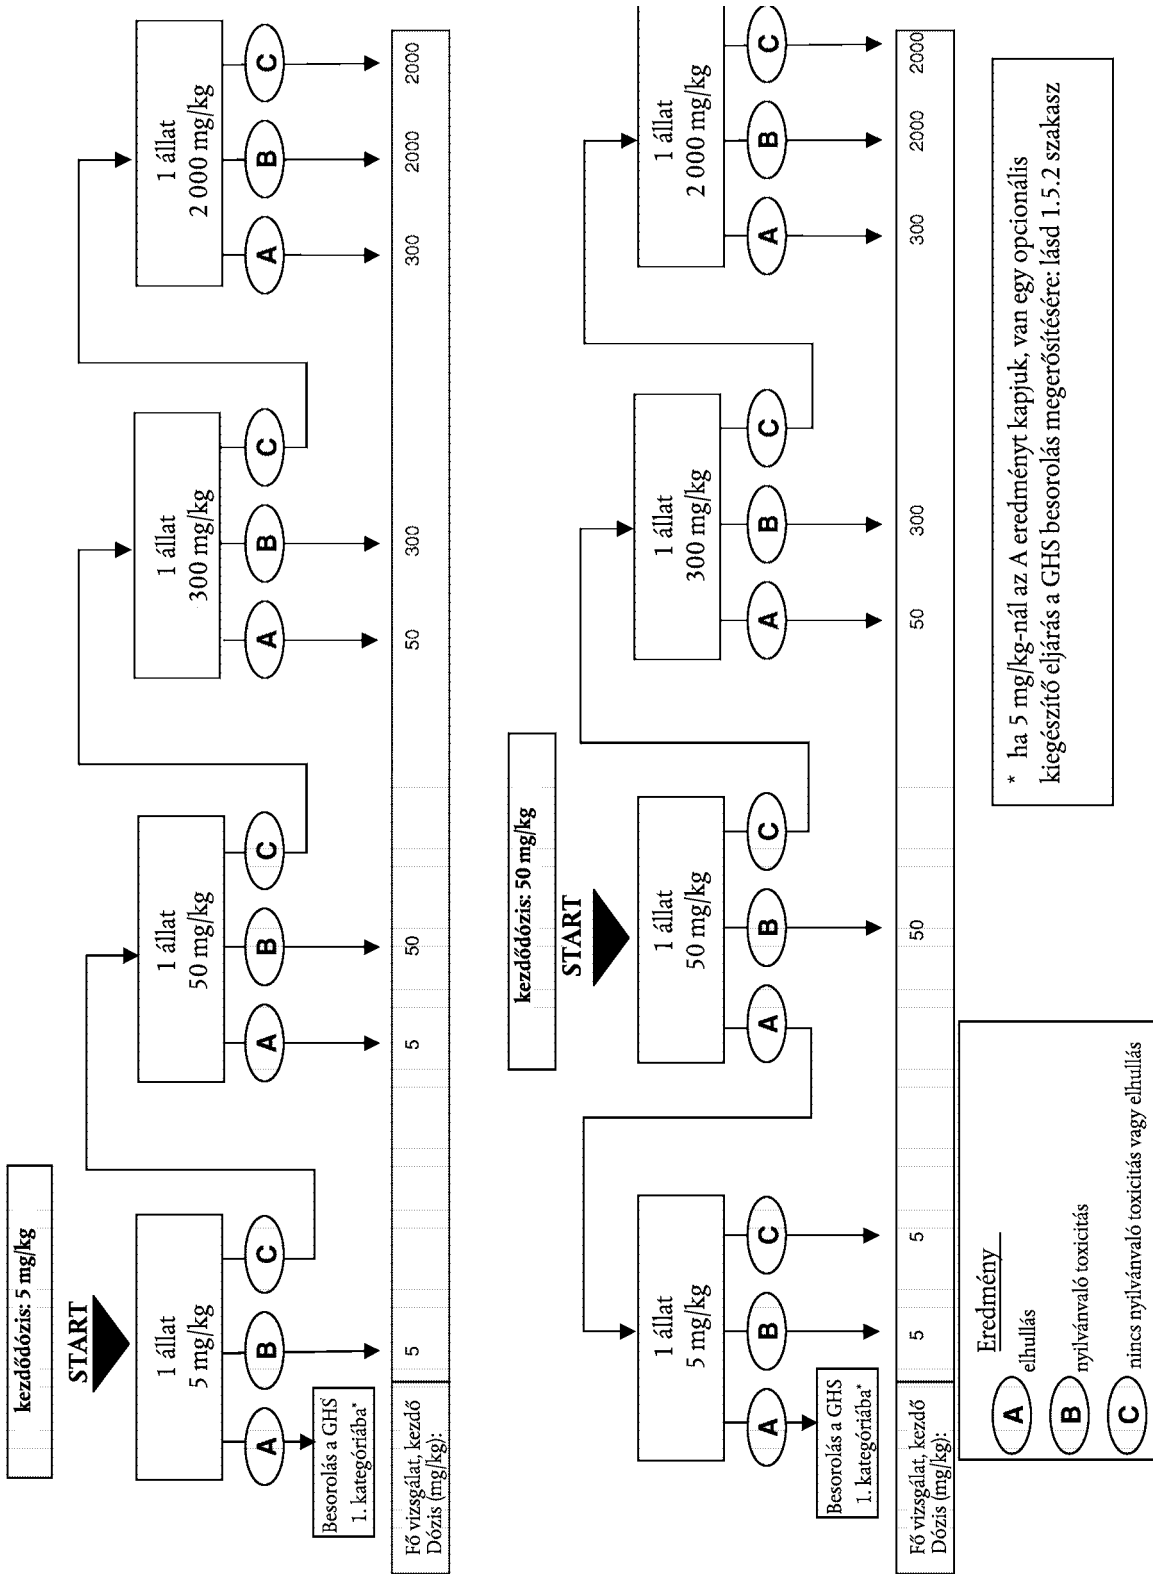 kezdődózis: 5 mg/kg
START
1 állat
5 mg/kg
1 állat
50 mg/kg
1 állat
300 mg/kg
1 állat
2 000 mg/kg
A
B
C
A
B
C
A
B
C
A
B
C
Besorolás a GHS
1. kategóriába*
Fő vizsgálat, kezdő
Dózis (mg/kg):
5
5
50
50
300
300
2000
2000
kezdődózis: 50 mg/kg
START
1 állat
5 mg/kg
1 állat
50 mg/kg
1 állat
300 mg/kg
1 állat
2 000 mg/kg
A
B
C
A
B
C
A
B
C
A
B
C
Besorolás a GHS
1. kategóriába*
Fő vizsgálat, kezdő
Dózis (mg/kg):
5
5
50
50
300
300
2000
2000
Eredmény
A elhullás
B nyilvánváló toxicitás
C nincs nyilvánváló toxicitás vagy elhullás
* ha 5 mg/kg-nál az A eredményt kapjuk, van egy opcionális
kiegészítő eljárás a GHS besorolás megerősítésére: lásd 1.5.2 szakasz